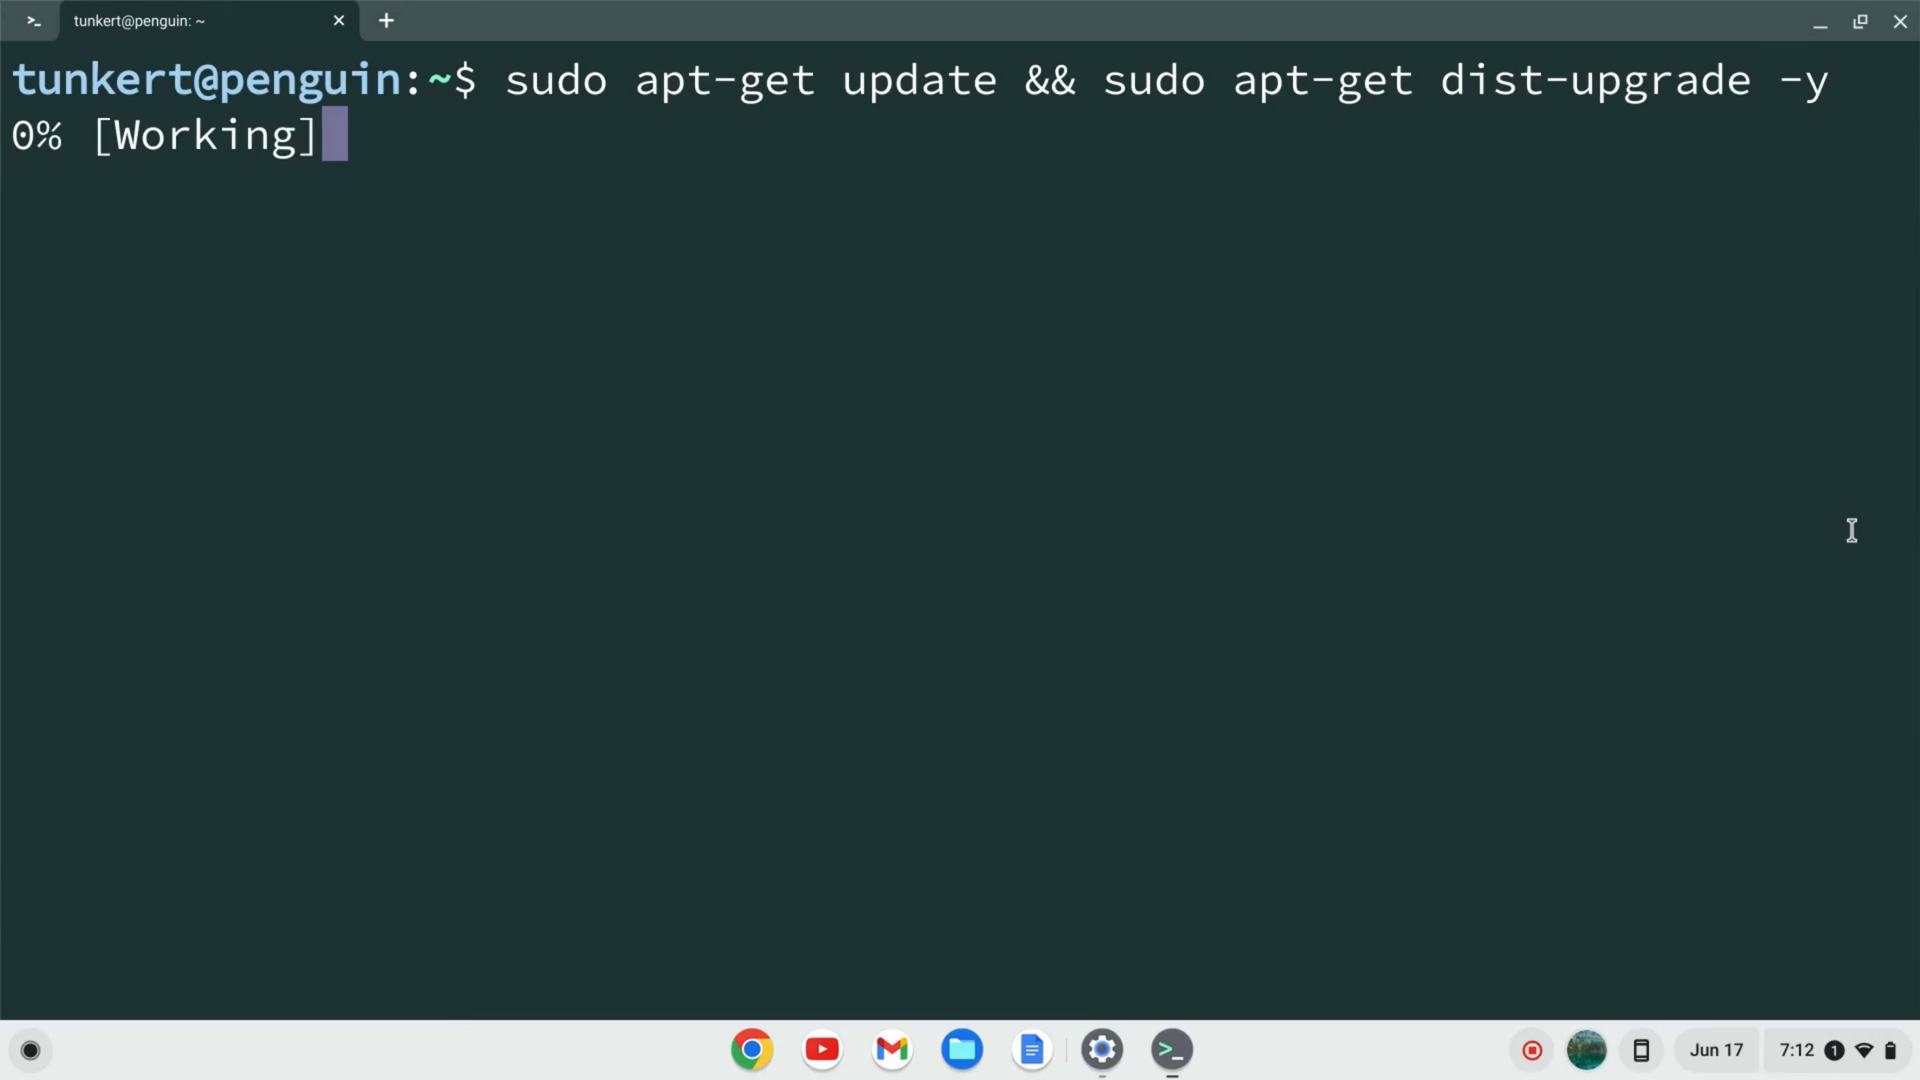 tunkert@penguin: ~
tunkert@penguin:~$ sudo apt-get update && sudo apt-get dist-upgrade -y
0% [Working]
Jun 17
7:12
1